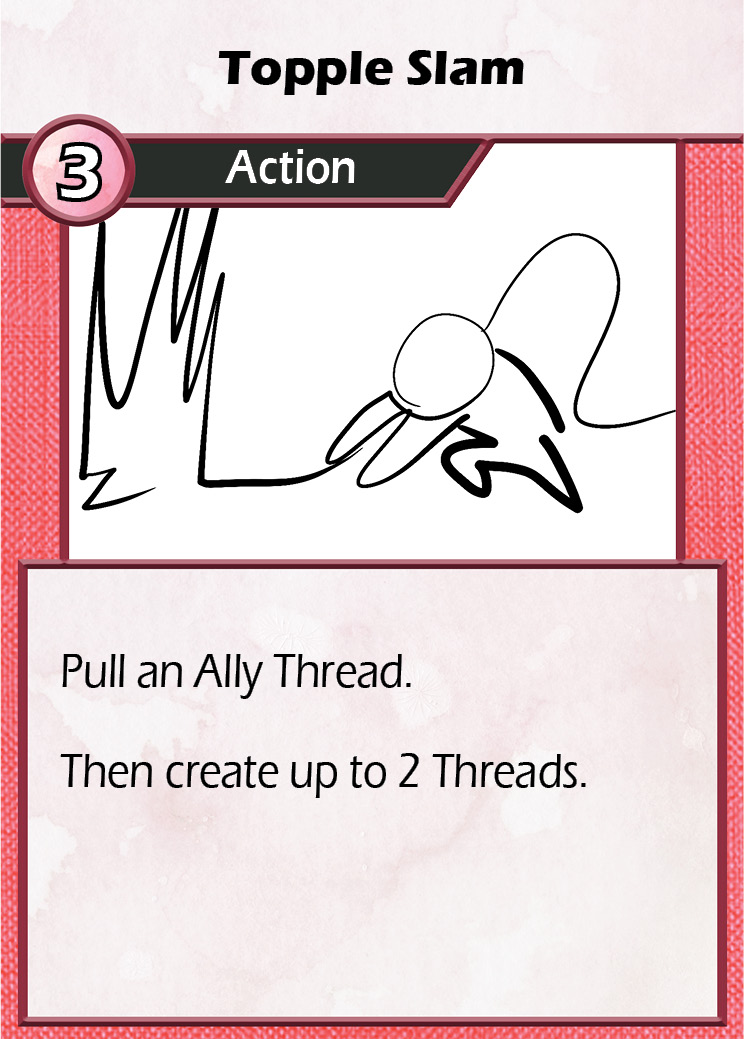 Topple Slam
3
Action
Pull an Ally Thread.
Then create up to 2 Threads.